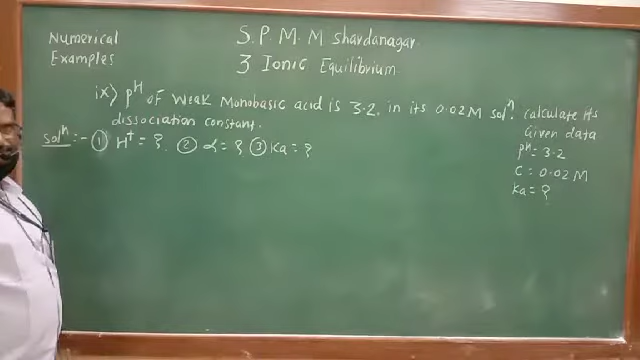 Numerical
Examples
S. P. M. M Shardanagar.
3 Ionic Equilibrium
ix) pH of weak Monobasic acid is 3.2. in its 0.02M solⁿ. calculate its
dissociation constant.
Solⁿ :- ① H⁺ = ? ② α = ? ③ Ka = ?
Given data
pH = 3.2
C = 0.02 M
Ka = ?